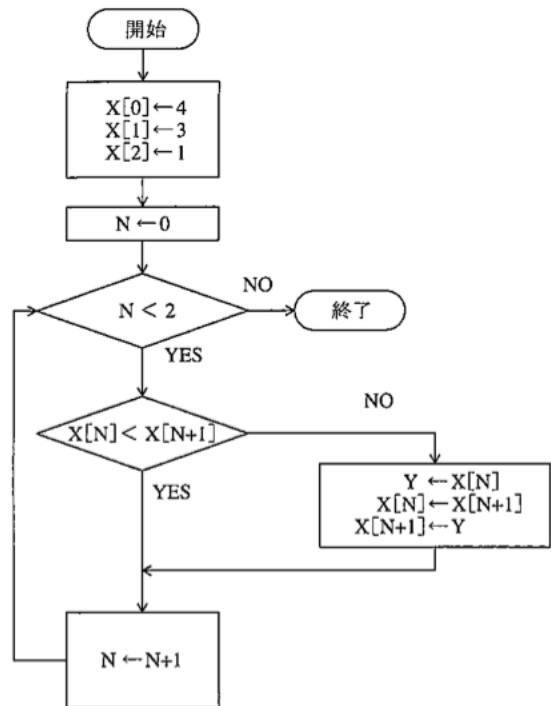 開始
X[0]←4
X[1]←3
X[2]←1
N←0
N < 2
NO
終了
YES
X[N]< X[N+1]
NO
YES
Y ←X[N]
X[N]←X[N+1]
X[N+1]←Y
N ←N+1